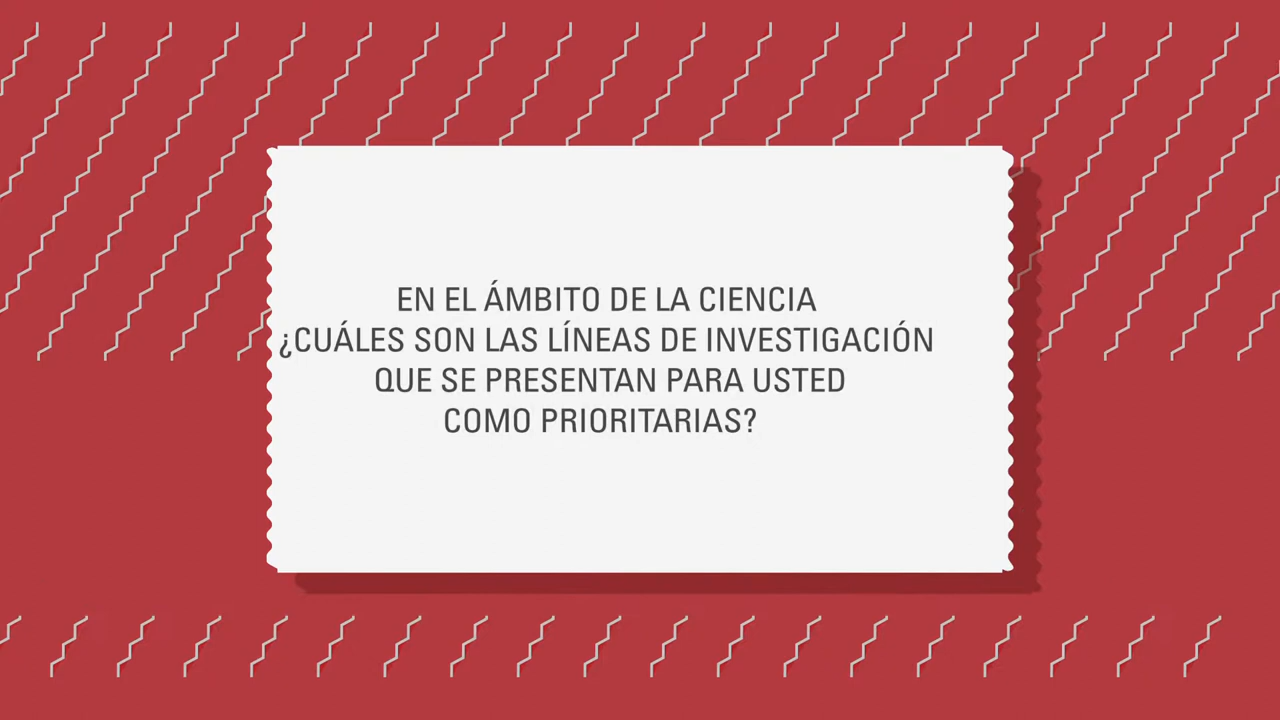 EN EL ÁMBITO DE LA CIENCIA
¿CUÁLES SON LAS LÍNEAS DE INVESTIGACIÓN
QUE SE PRESENTAN PARA USTED
COMO PRIORITARIAS?